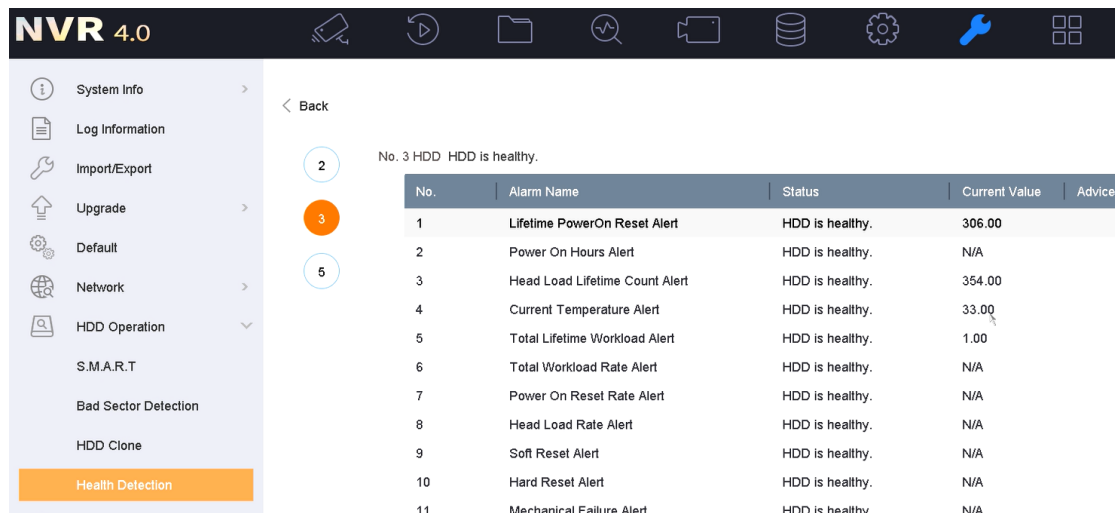 NVR 4.0
System Info
Log Information
Import/Export
Upgrade
Default
Network
HDD Operation
S.M.A.R.T
Bad Sector Detection
HDD Clone
Health Detection
Back
2
3
5
No. 3 HDD HDD is healthy.
No. Alarm Name Status Current Value Advice
1 Lifetime PowerOn Reset Alert HDD is healthy. 306.00
2 Power On Hours Alert HDD is healthy. N/A
3 Head Load Lifetime Count Alert HDD is healthy. 354.00
4 Current Temperature Alert HDD is healthy. 33.00
5 Total Lifetime Workload Alert HDD is healthy. 1.00
6 Total Workload Rate Alert HDD is healthy. N/A
7 Power On Reset Rate Alert HDD is healthy. N/A
8 Head Load Rate Alert HDD is healthy. N/A
9 Soft Reset Alert HDD is healthy. N/A
10 Hard Reset Alert HDD is healthy. N/A
11 Mechanical Failure Alert HDD is healthy. N/A